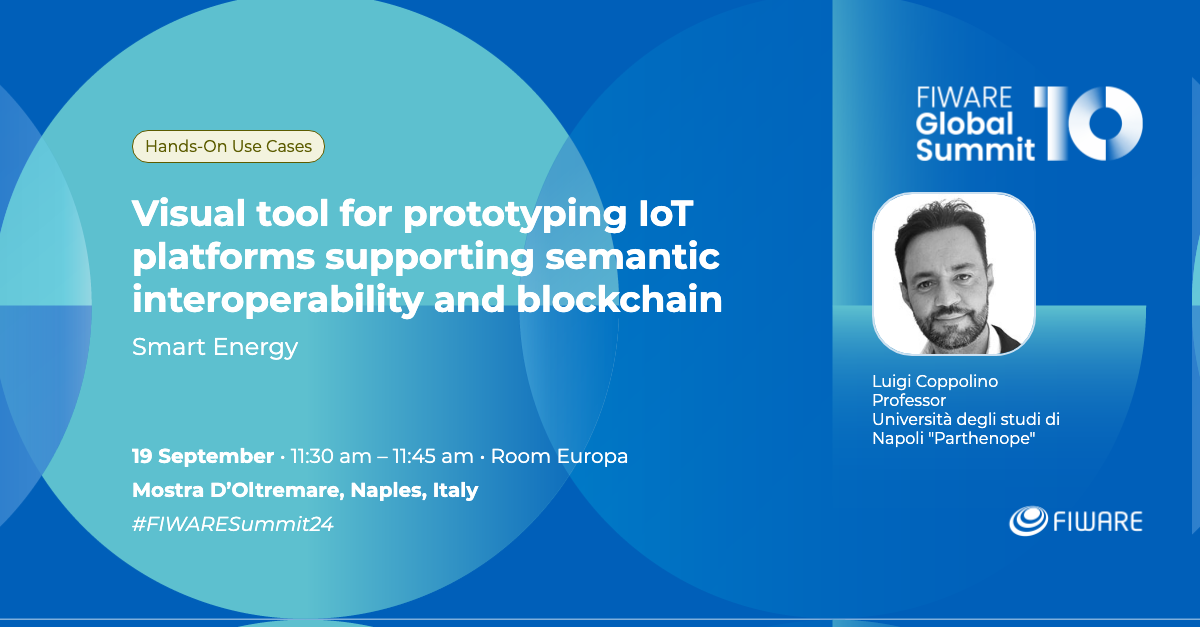 Hands-On Use Cases
Visual tool for prototyping IoT
platforms supporting semantic
interoperability and blockchain
Smart Energy
19 September · 11:30 am – 11:45 am · Room Europa
Mostra D’Oltremare, Naples, Italy
#FIWARESummit24
FIWARE
Global
Summit 10
Luigi Coppolino
Professor
Università degli studi di
Napoli "Parthenope"
FIWARE